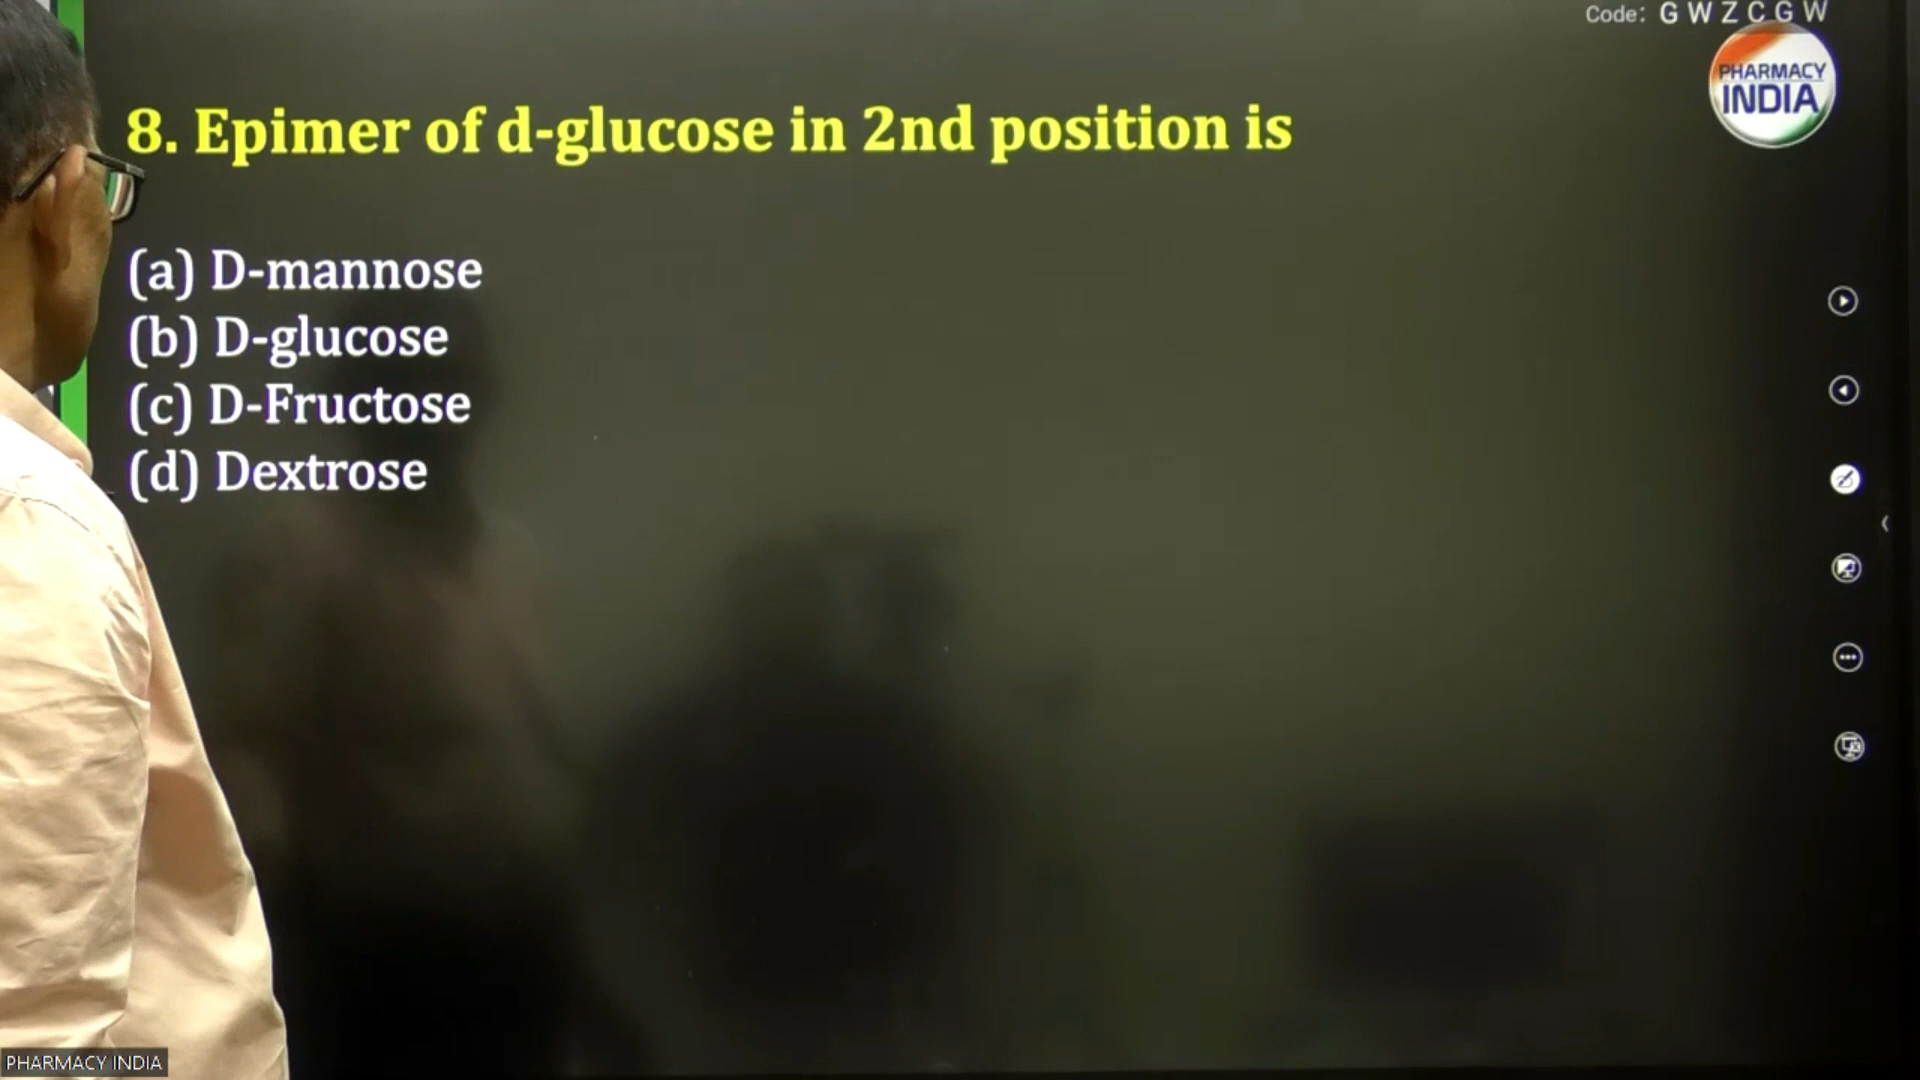 Code: G W Z C G W
PHARMACY
INDIA
8. Epimer of d-glucose in 2nd position is
(a) D-mannose
(b) D-glucose
(c) D-Fructose
(d) Dextrose
PHARMACY INDIA